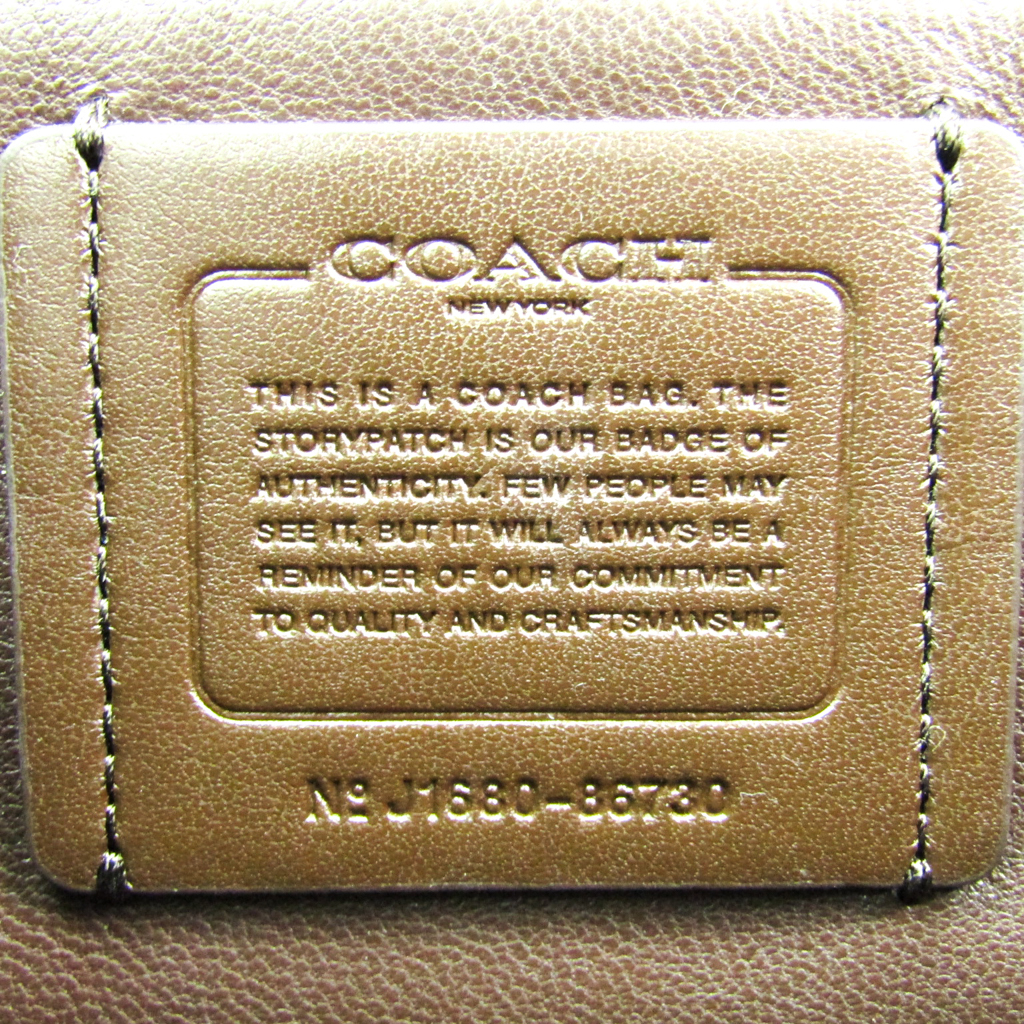 COACH
NEW YORK
THIS IS A COACH BAG. THE
STORYPATCH IS OUR BADGE OF
AUTHENTICITY. FEW PEOPLE MAY
SEE IT, BUT IT WILL ALWAYS BE A
REMINDER OF OUR COMMITMENT
TO QUALITY AND CRAFTSMANSHIP.
Nº J1680-86730